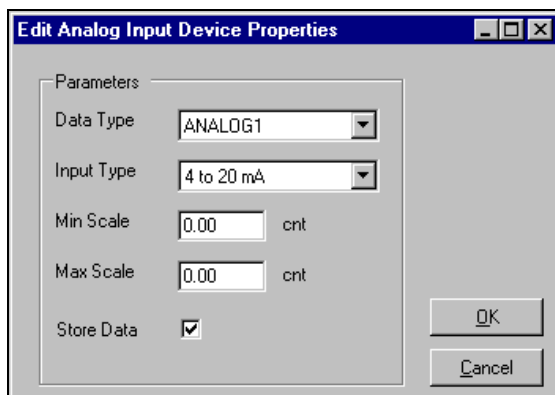 Edit Analog Input Device Properties
Parameters
Data Type ANALOG1
Input Type 4 to 20 mA
Min Scale 0.00 cnt
Max Scale 0.00 cnt
Store Data
OK
Cancel